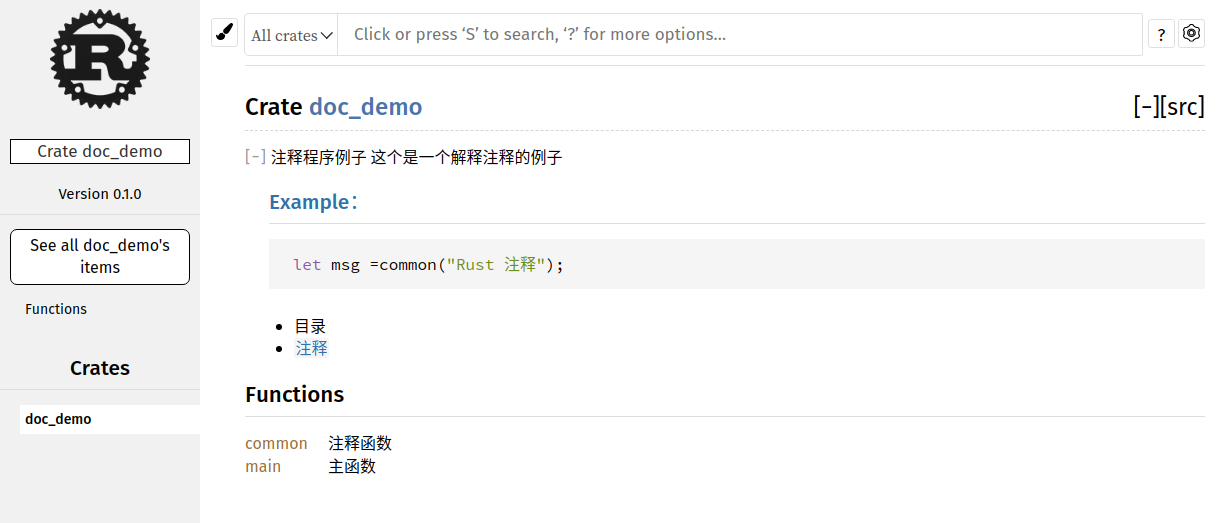 R
Crate doc_demo
Version 0.1.0
See all doc_demo's
items
Functions
Crates
doc_demo
All crates
Click or press ‘S’ to search, ‘?’ for more options…
?
Crate doc_demo
[−][src]
[−] 注释程序例子 这个是一个解释注释的例子
Example：
let msg =common("Rust 注释");
目录
注释
Functions
common 注释函数
main 主函数